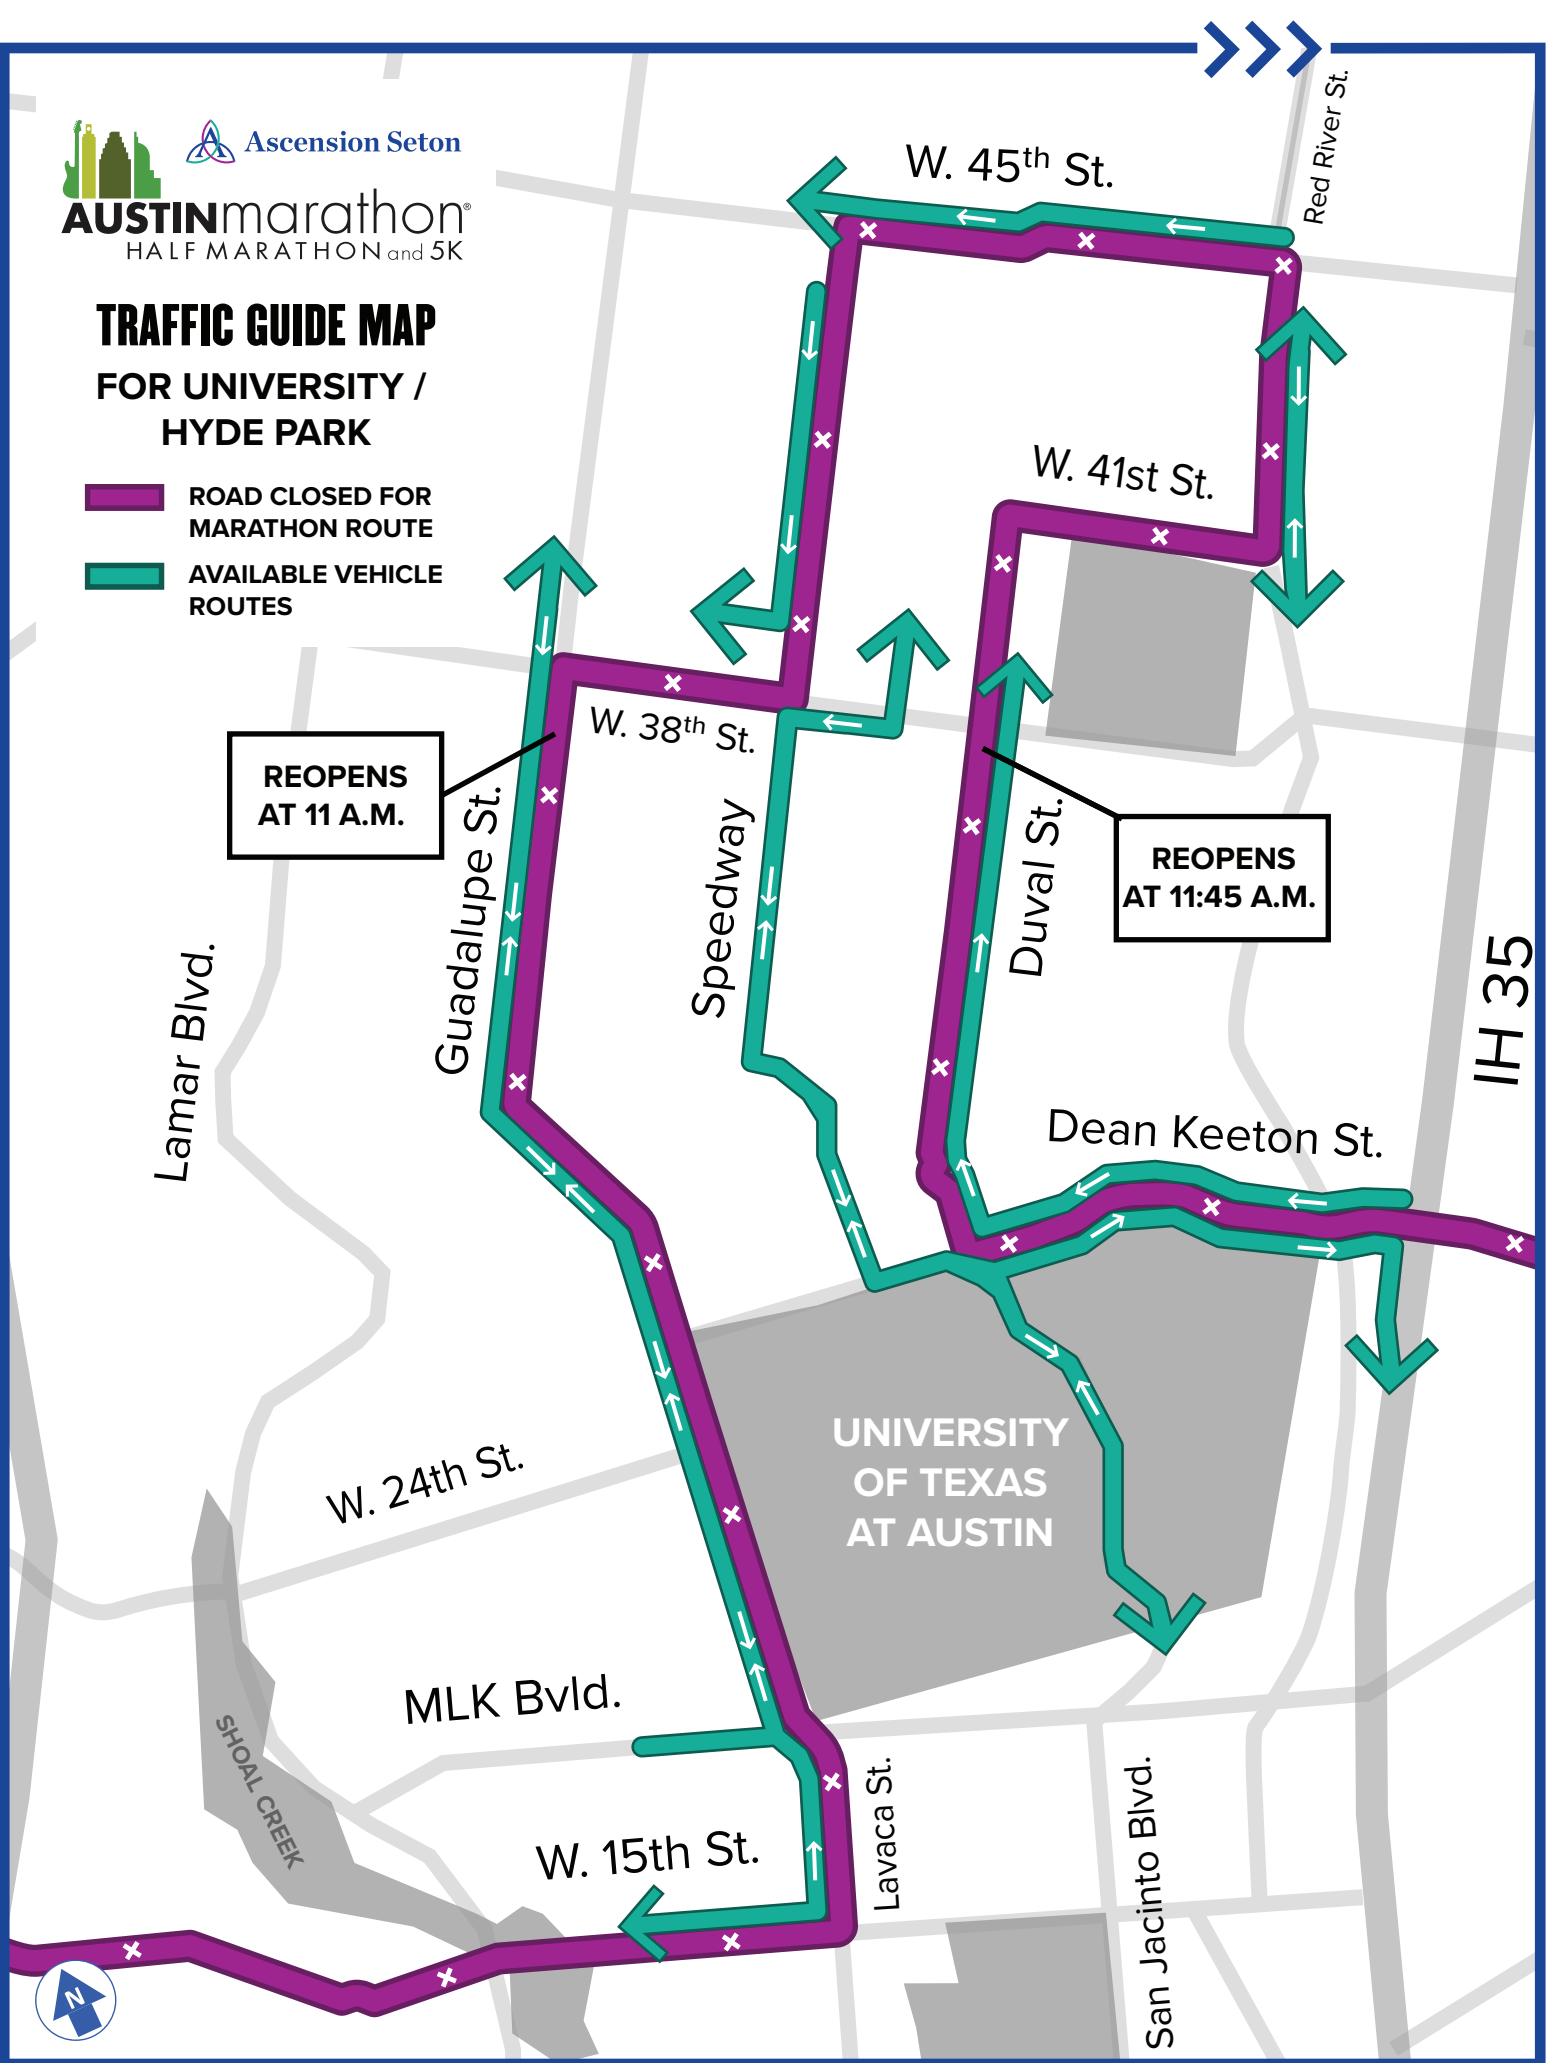 Ascension Seton
AUSTINmarathon®
HALF MARATHON and 5K
TRAFFIC GUIDE MAP
FOR UNIVERSITY /
HYDE PARK
ROAD CLOSED FOR
MARATHON ROUTE
AVAILABLE VEHICLE
ROUTES
Red River St.
W. 45th St.
W. 41st St.
W. 38th St.
REOPENS
AT 11 A.M.
REOPENS
AT 11:45 A.M.
Guadalupe St.
Speedway
Duval St.
Lamar Blvd.
IH 35
Dean Keeton St.
UNIVERSITY
OF TEXAS
AT AUSTIN
W. 24th St.
MLK Bvld.
SHOAL CREEK
W. 15th St.
Lavaca St.
San Jacinto Blvd.
N